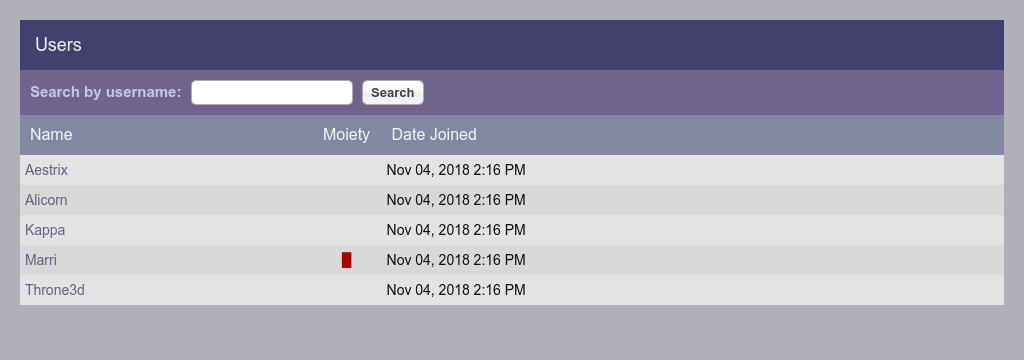 Users
Search by username: Search
Name Moiety Date Joined
Aestrix Nov 04, 2018 2:16 PM
Alicorn Nov 04, 2018 2:16 PM
Kappa Nov 04, 2018 2:16 PM
Marri Nov 04, 2018 2:16 PM
Throne3d Nov 04, 2018 2:16 PM